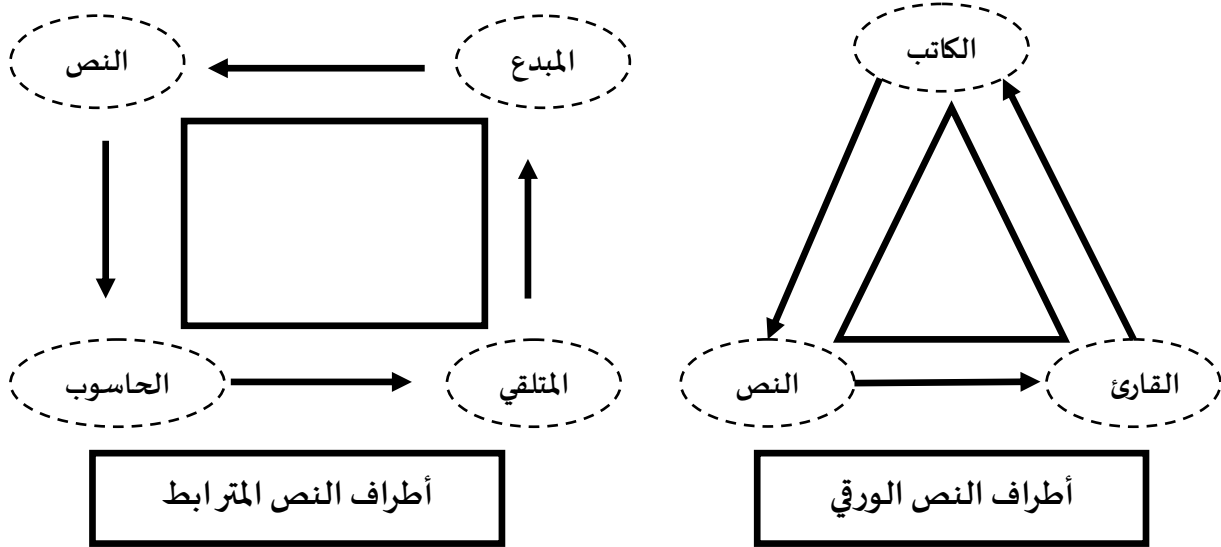 الكاتب
النص
القارئ
أطراف النص الورقي
المبدع
النص
الحاسوب
المتلقي
أطراف النص المترابط